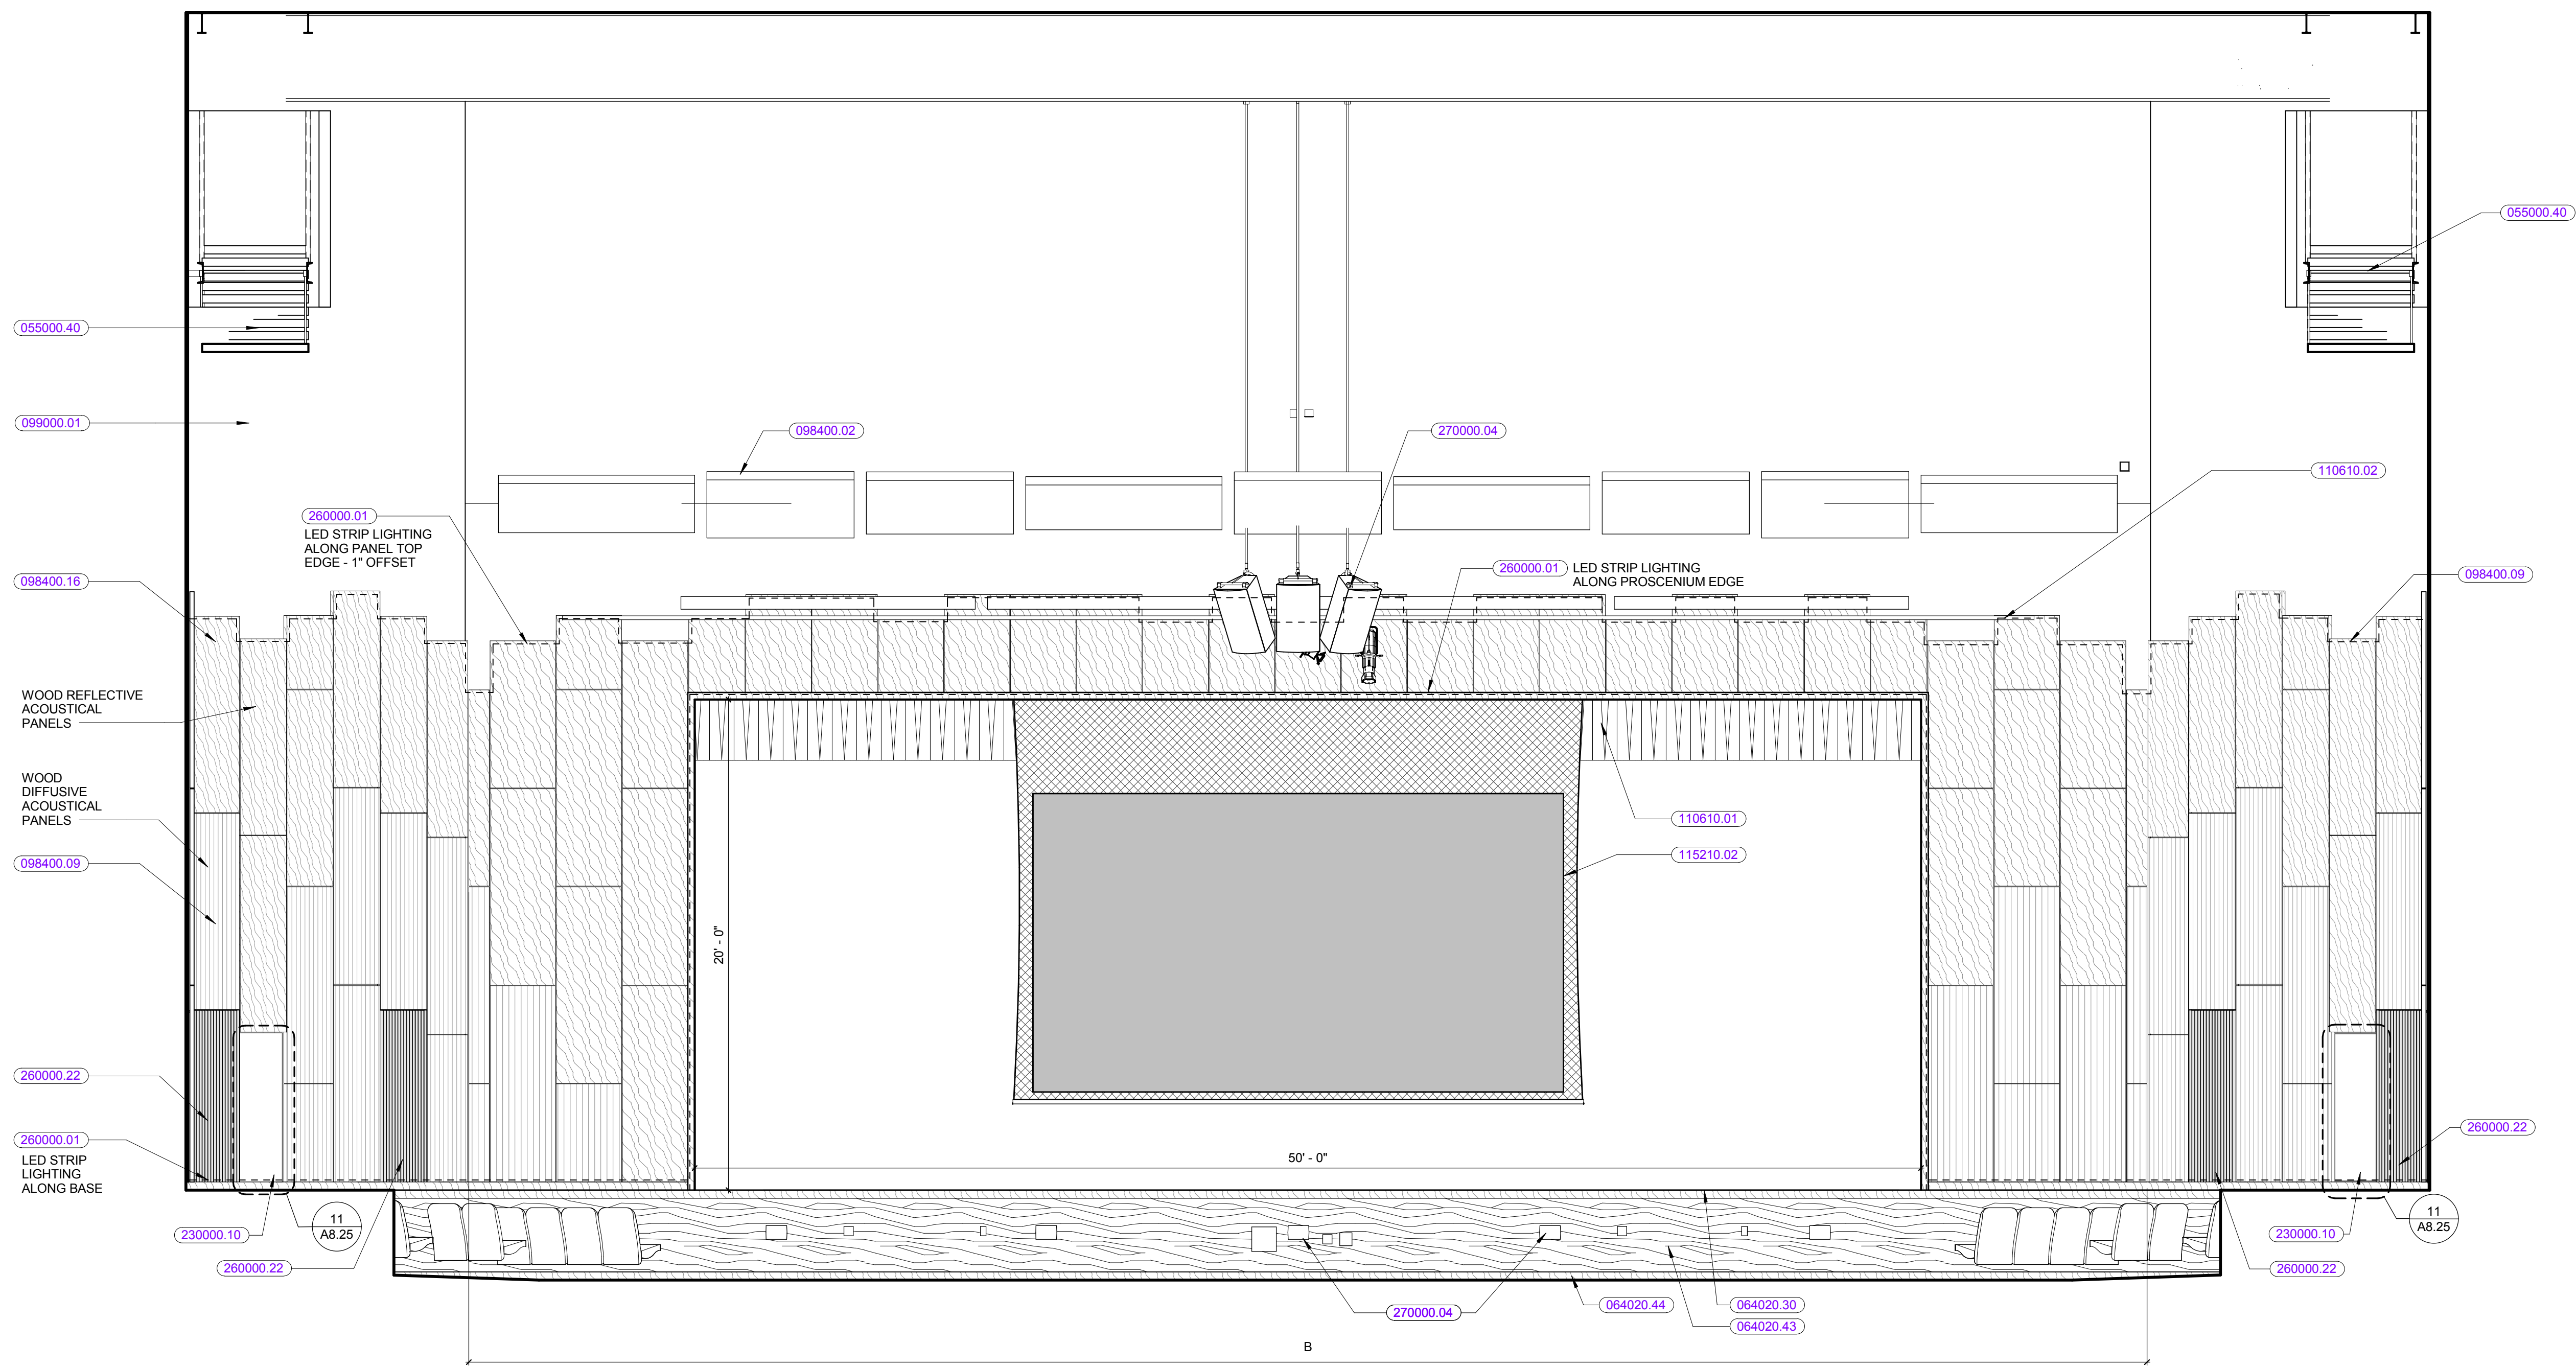 055000.40
055000.40
099000.01
098400.02
270000.04
110610.02
260000.01
LED STRIP LIGHTING
ALONG PANEL TOP
EDGE - 1" OFFSET
260000.01
LED STRIP LIGHTING
ALONG PROSCENIUM EDGE
098400.16
098400.09
WOOD REFLECTIVE
ACOUSTICAL
PANELS
WOOD
DIFFUSIVE
ACOUSTICAL
PANELS
110610.01
115210.02
098400.09
20' - 0"
260000.22
260000.01
LED STRIP
LIGHTING
ALONG BASE
50' - 0"
260000.22
230000.10
11
A8.25
260000.22
11
A8.25
230000.10
260000.22
270000.04
064020.44
064020.30
064020.43
B